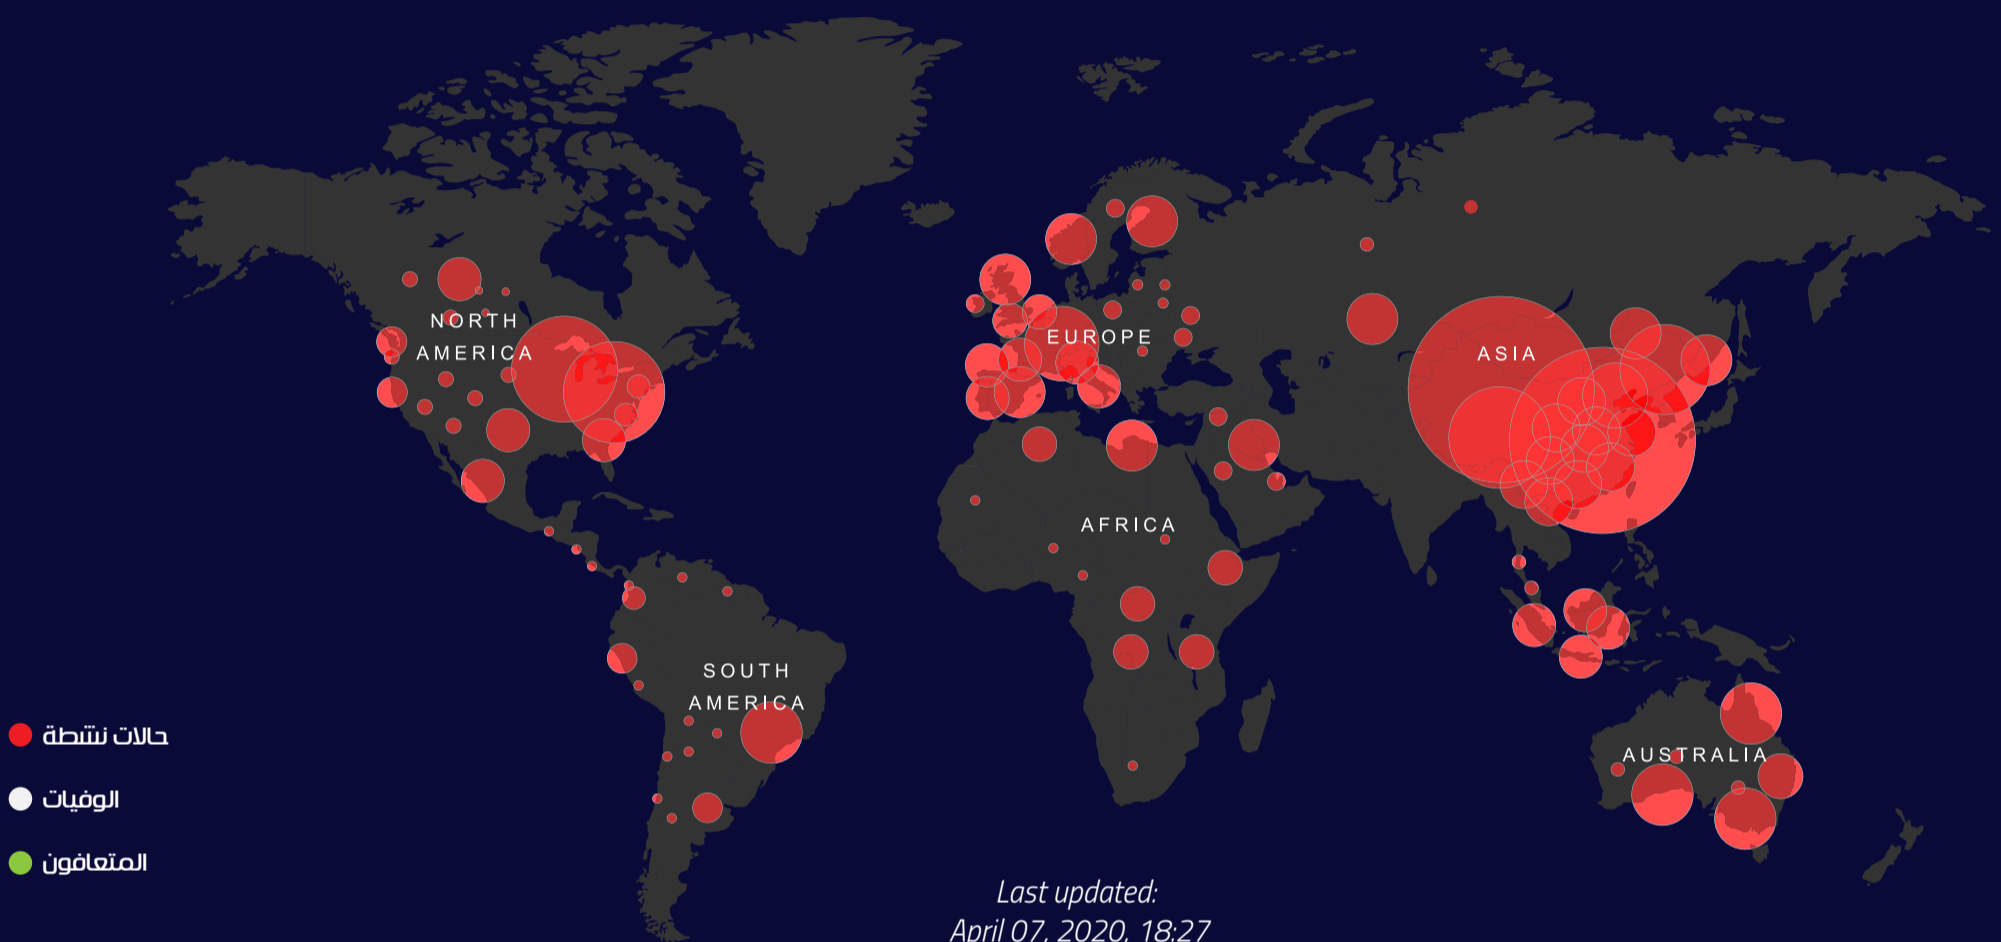 NORTH
AMERICA
EUROPE
ASIA
AFRICA
SOUTH
AMERICA
AUSTRALIA
حالات نشطة
الوفيات
المتعافون
Last updated:
April 07, 2020, 18:27